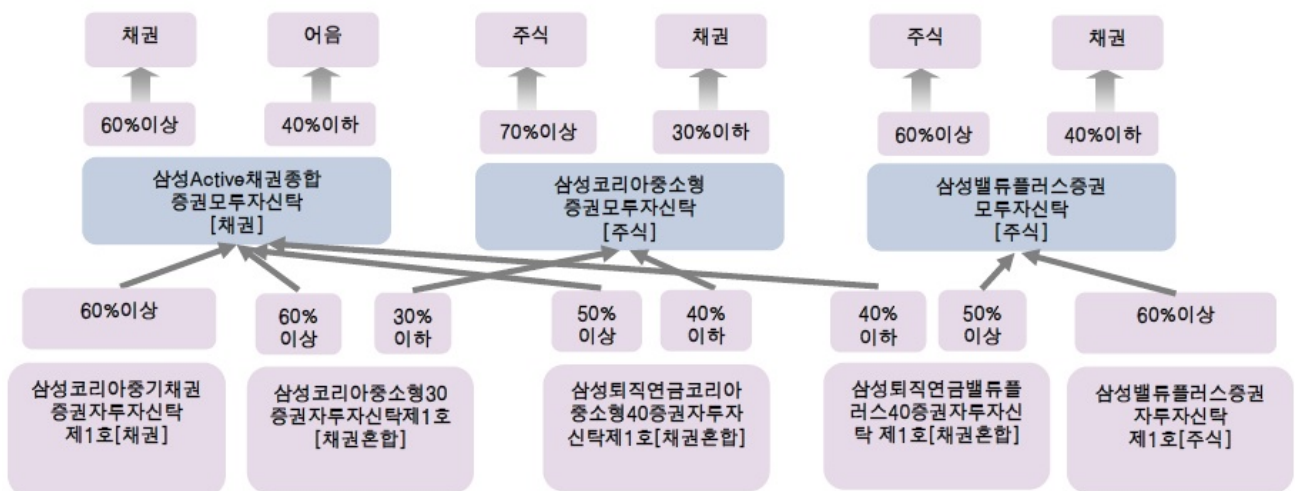 채권
어음
주식
채권
주식
채권
60%이상
40%이하
70%이상
30%이하
60%이상
40%이하
삼성Active채권종합
증권모투자신탁
[채권]
삼성코리아중소형
증권모투자신탁
[주식]
삼성밸류플러스증권
모투자신탁
[주식]
60%이상
60%
이상
30%
이하
50%
이상
40%
이하
40%
이하
50%
이상
60%이상
삼성코리아중기채권
증권자투자신탁
제1호[채권]
삼성코리아중소형30
증권자투자신탁제1호
[채권혼합]
삼성퇴직연금코리아
중소형40증권자투자
신탁제1호[채권혼합]
삼성퇴직연금밸류플
러스40증권자투자신
탁 제1호[채권혼합]
삼성밸류플러스증권
자투자신탁
제1호[주식]